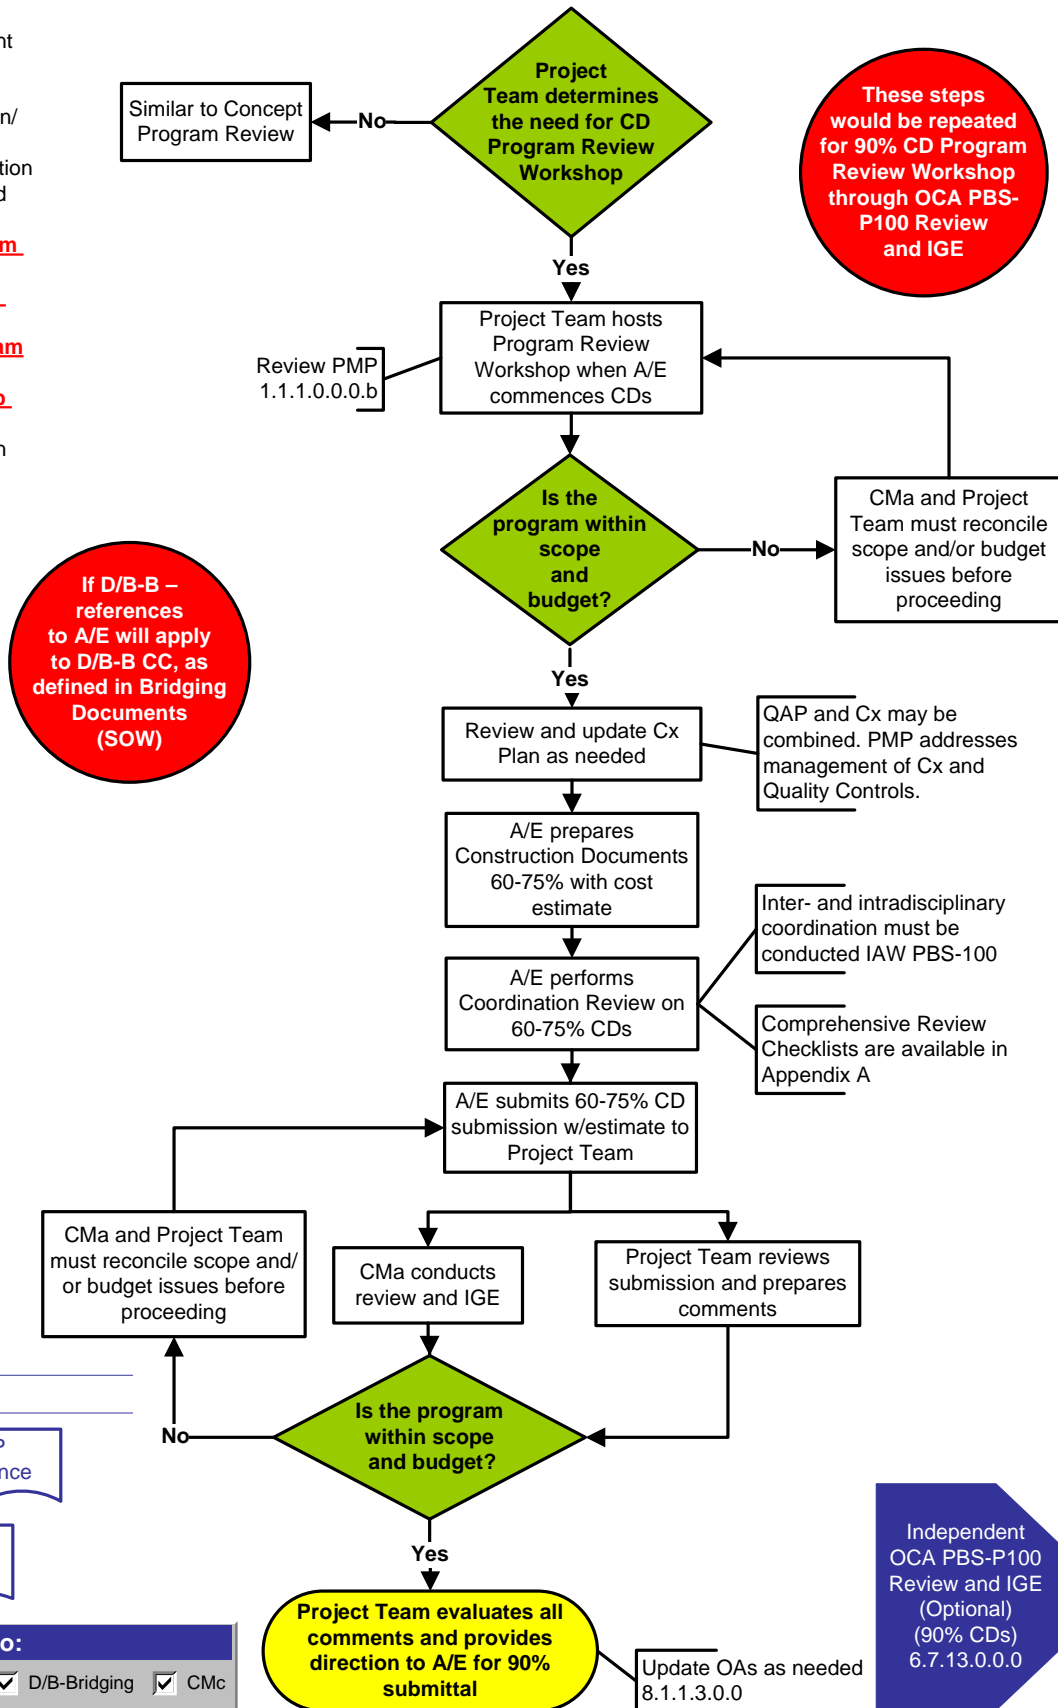 nt
n/
tion
d
m
am
n
Project
Team determines
the need for CD
Program Review
Workshop
Similar to Concept
Program Review
No
These steps
would be repeated
for 90% CD Program
Review Workshop
through OCA PBS-
P100 Review
and IGE
Yes
Project Team hosts
Program Review
Workshop when A/E
commences CDs
Review PMP
1.1.1.0.0.0.b
Is the
program within
scope
and
budget?
No
CMa and Project
Team must reconcile
scope and/or budget
issues before
proceeding
If D/B-B –
references
to A/E will apply
to D/B-B CC, as
defined in Bridging
Documents
(SOW)
Yes
Review and update Cx
Plan as needed
QAP and Cx may be
combined. PMP addresses
management of Cx and
Quality Controls.
A/E prepares
Construction Documents
60-75% with cost
estimate
Inter- and intradisciplinary
coordination must be
conducted IAW PBS-100
A/E performs
Coordination Review on
60-75% CDs
Comprehensive Review
Checklists are available in
Appendix A
A/E submits 60-75% CD
submission w/estimate to
Project Team
CMa and Project Team
must reconcile scope and/
or budget issues before
proceeding
CMa conducts
review and IGE
Project Team reviews
submission and prepares
comments
Is the program
within scope
and budget?
No
nce
Yes
Project Team evaluates all
comments and provides
direction to A/E for 90%
submittal
Update OAs as needed
8.1.1.3.0.0
Independent
OCA PBS-P100
Review and IGE
(Optional)
(90% CDs)
6.7.13.0.0.0
o:
D/B-Bridging CMc